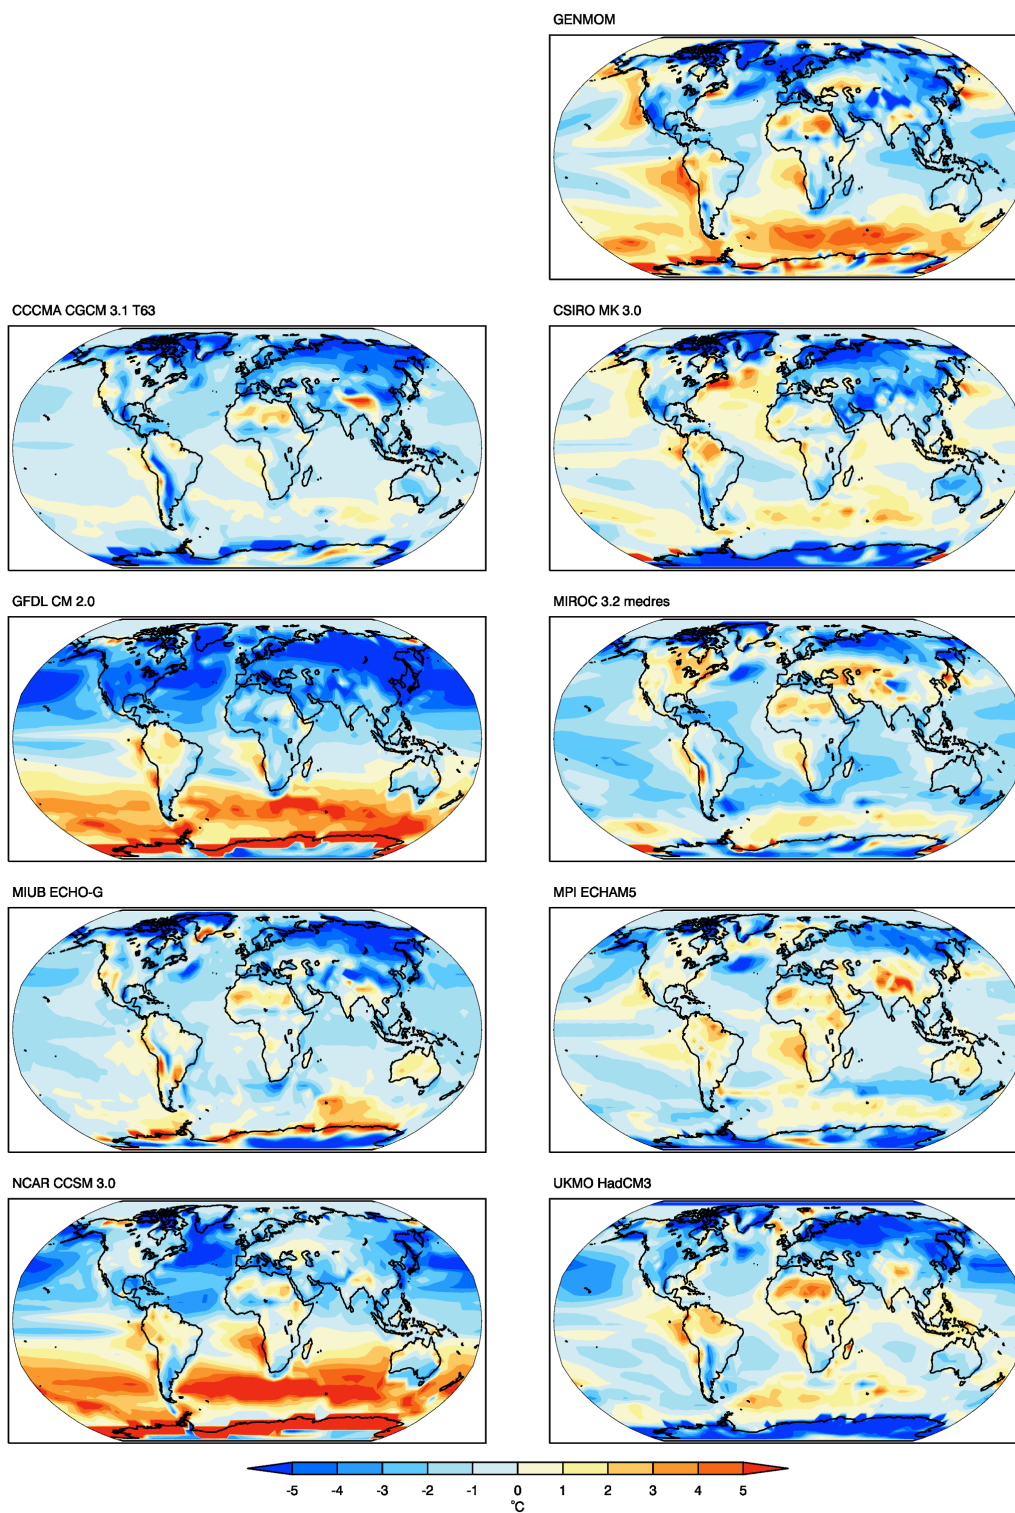 GENMOM
CCCMA CGCM 3.1 T63
CSIRO MK 3.0
GFDL CM 2.0
MIROC 3.2 medres
MIUB ECHO-G
MPI ECHAM5
NCAR CCSM 3.0
UKMO HadCM3
-5 -4 -3 -2 -1 0 1 2 3 4 5
°C